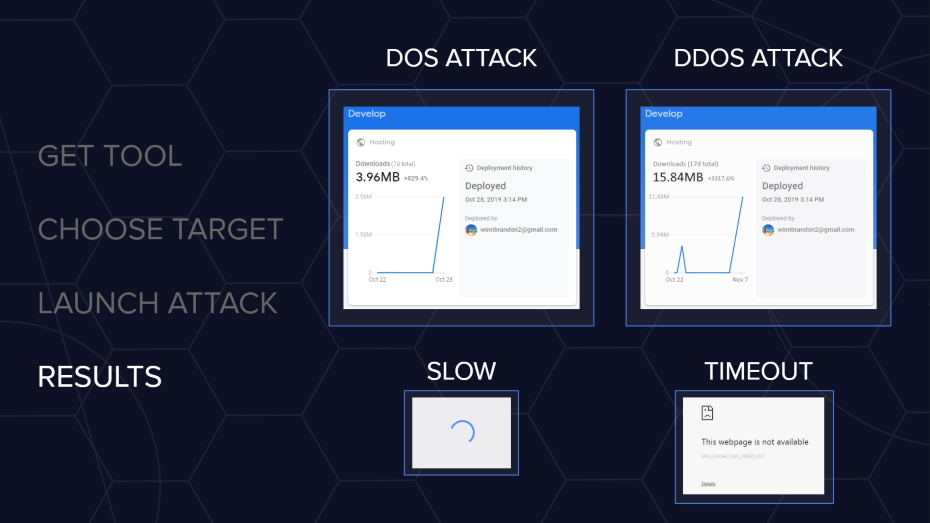 DOS ATTACK
DDOS ATTACK
GET TOOL
CHOOSE TARGET
LAUNCH ATTACK
RESULTS
Develop
Hosting
Downloads (7d total)
3.96MB +829.4%
3.96M
1.98M
0
Oct 22 Oct 28
Deployment history
Deployed
Oct 28, 2019 3:14 PM
Deployed by
winnbrandon2@gmail.com
Develop
Hosting
Downloads (17d total)
15.84MB +3317.6%
11.88M
5.94M
0
Oct 22 Nov 7
Deployment history
Deployed
Oct 28, 2019 3:14 PM
Deployed by
winnbrandon2@gmail.com
SLOW
TIMEOUT
This webpage is not available
ERR_CONNECTION_TIMED_OUT
Details